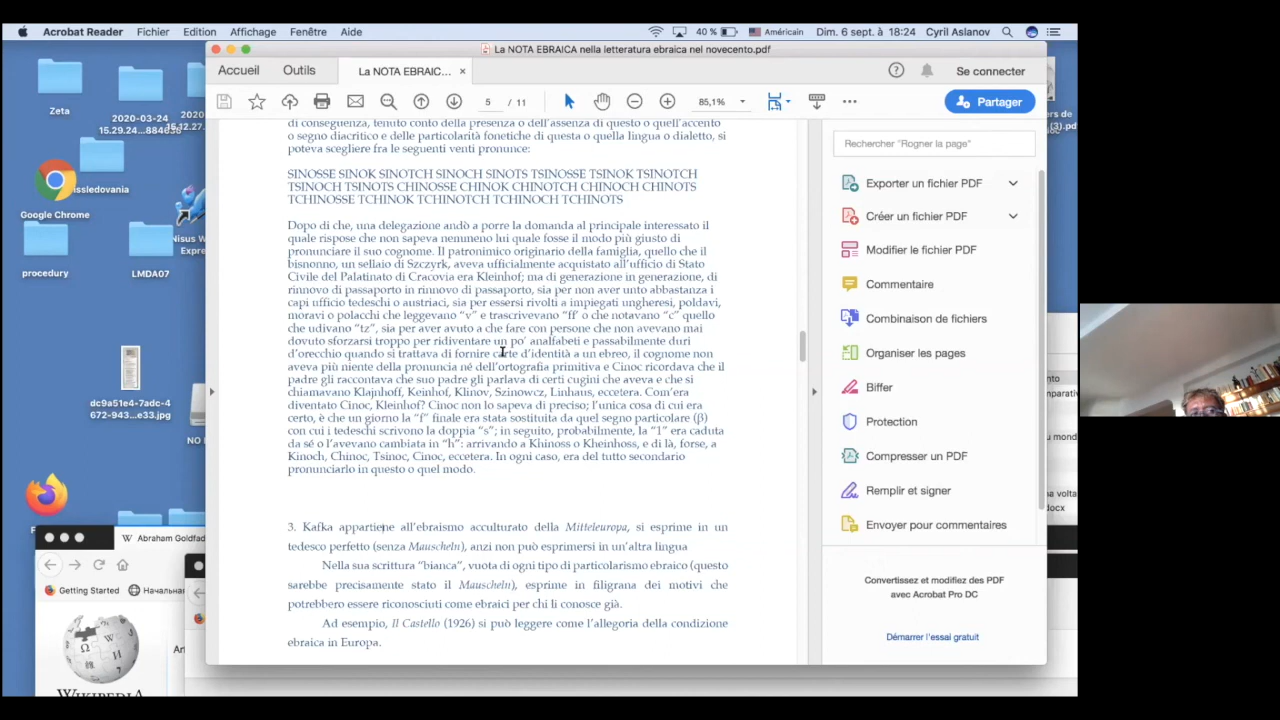 Acrobat Reader Fichier Edition Affichage Fenêtre Aide
40 % Américain Dim. 6 sept. à 18:24 Cyril Aslanov
La NOTA EBRAICA nella letteratura ebraica nel novecento.pdf
Accueil Outils La NOTA EBRAIC... × Se connecter
5 / 11 85,1% Partager
Zeta
2020-03-24
15.29.24...884636
issledovania
Google Chrome
Nisus W
Expre
procedury
LMDA07
dc9a51e4-7adc-4
672-943...e33.jpg
Abraham Goldfad
Getting Started
WIKIPEDIA
di conseguenza, tenuto conto della presenza o dell'assenza di questo o quell'accento
o segno diacritico e delle particolarità fonetiche di questa o quella lingua o dialetto, si
poteva scegliere fra le seguenti venti pronunce:
SINOSSE SINOK SINOTCH SINOCH SINOTS TSINOSSE TSINOK TSINOTCH
TSINOCH TSINOTS CHINOSSE CHINOK CHINOTCH CHINOCH CHINOTS
TCHINOSSE TCHINOK TCHINOTCH TCHINOCH TCHINOTS
Dopo di che, una delegazione andò a porre la domanda al principale interessato il
quale rispose che non sapeva nemmeno lui quale fosse il modo più giusto di
pronunciare il suo cognome. Il patronimico originario della famiglia, quello che il
bisnonno, un sellaio di Szczyrk, aveva ufficialmente acquistato all'ufficio di Stato
Civile del Palatinato di Cracovia era Kleinhof; ma di generazione in generazione, di
rinnovo di passaporto in rinnovo di passaporto, sia per non aver unto abbastanza i
capi ufficio tedeschi o austriaci, sia per essersi rivolti a impiegati ungheresi, poldavi,
moravi o polacchi che leggevano "v" e trascrivevano "ff' o che notavano "c" quello
che udivano "tz", sia per aver avuto a che fare con persone che non avevano mai
dovuto sforzarsi troppo per ridiventare un po' analfabeti e passabilmente duri
d'orecchio quando si trattava di fornire carte d'identità a un ebreo, il cognome non
aveva più niente della pronuncia né dell'ortografia primitiva e Cinoc ricordava che il
padre gli raccontava che suo padre gli parlava di certi cugini che aveva e che si
chiamavano Klajnhoff, Keinhof, Klinov, Szinowcz, Linhaus, eccetera. Com'era
diventato Cinoc, Kleinhof? Cinoc non lo sapeva di preciso; l'unica cosa di cui era
certo, è che un giorno la "f" finale era stata sostituita da quel segno particolare (β)
con cui i tedeschi scrivono la doppia "s"; in seguito, probabilmente, la "1" era caduta
da sé o l'avevano cambiata in "h": arrivando a Khinoss o Kheinhoss, e di là, forse, a
Kinoch, Chinoc, Tsinoc, Cinoc, eccetera. In ogni caso, era del tutto secondario
pronunciarlo in questo o quel modo.
3. Kafka appartiene all'ebraismo acculturato della Mitteleuropa, si esprime in un
tedesco perfetto (senza Mauscheln), anzi non può esprimersi in un'altra lingua
Nella sua scrittura "bianca", vuota di ogni tipo di particolarismo ebraico (questo
sarebbe precisamente stato il Mauscheln), esprime in filigrana dei motivi che
potrebbero essere riconosciuti come ebraici per chi li conosce già.
Ad esempio, Il Castello (1926) si può leggere come l'allegoria della condizione
ebraica in Europa.
Rechercher "Rogner la page"
Exporter un fichier PDF
Créer un fichier PDF
Modifier le fichier PDF
Commentaire
Combinaison de fichiers
Organiser les pages
Biffer
Protection
Compresser un PDF
Remplir et signer
Envoyer pour commentaires
Convertissez et modifiez des PDF
avec Acrobat Pro DC
Démarrer l'essai gratuit